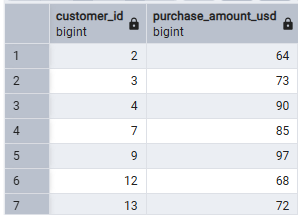 customer_id purchase_amount_usd
bigint bigint
1 2 64
2 3 73
3 4 90
4 7 85
5 9 97
6 12 68
7 13 72